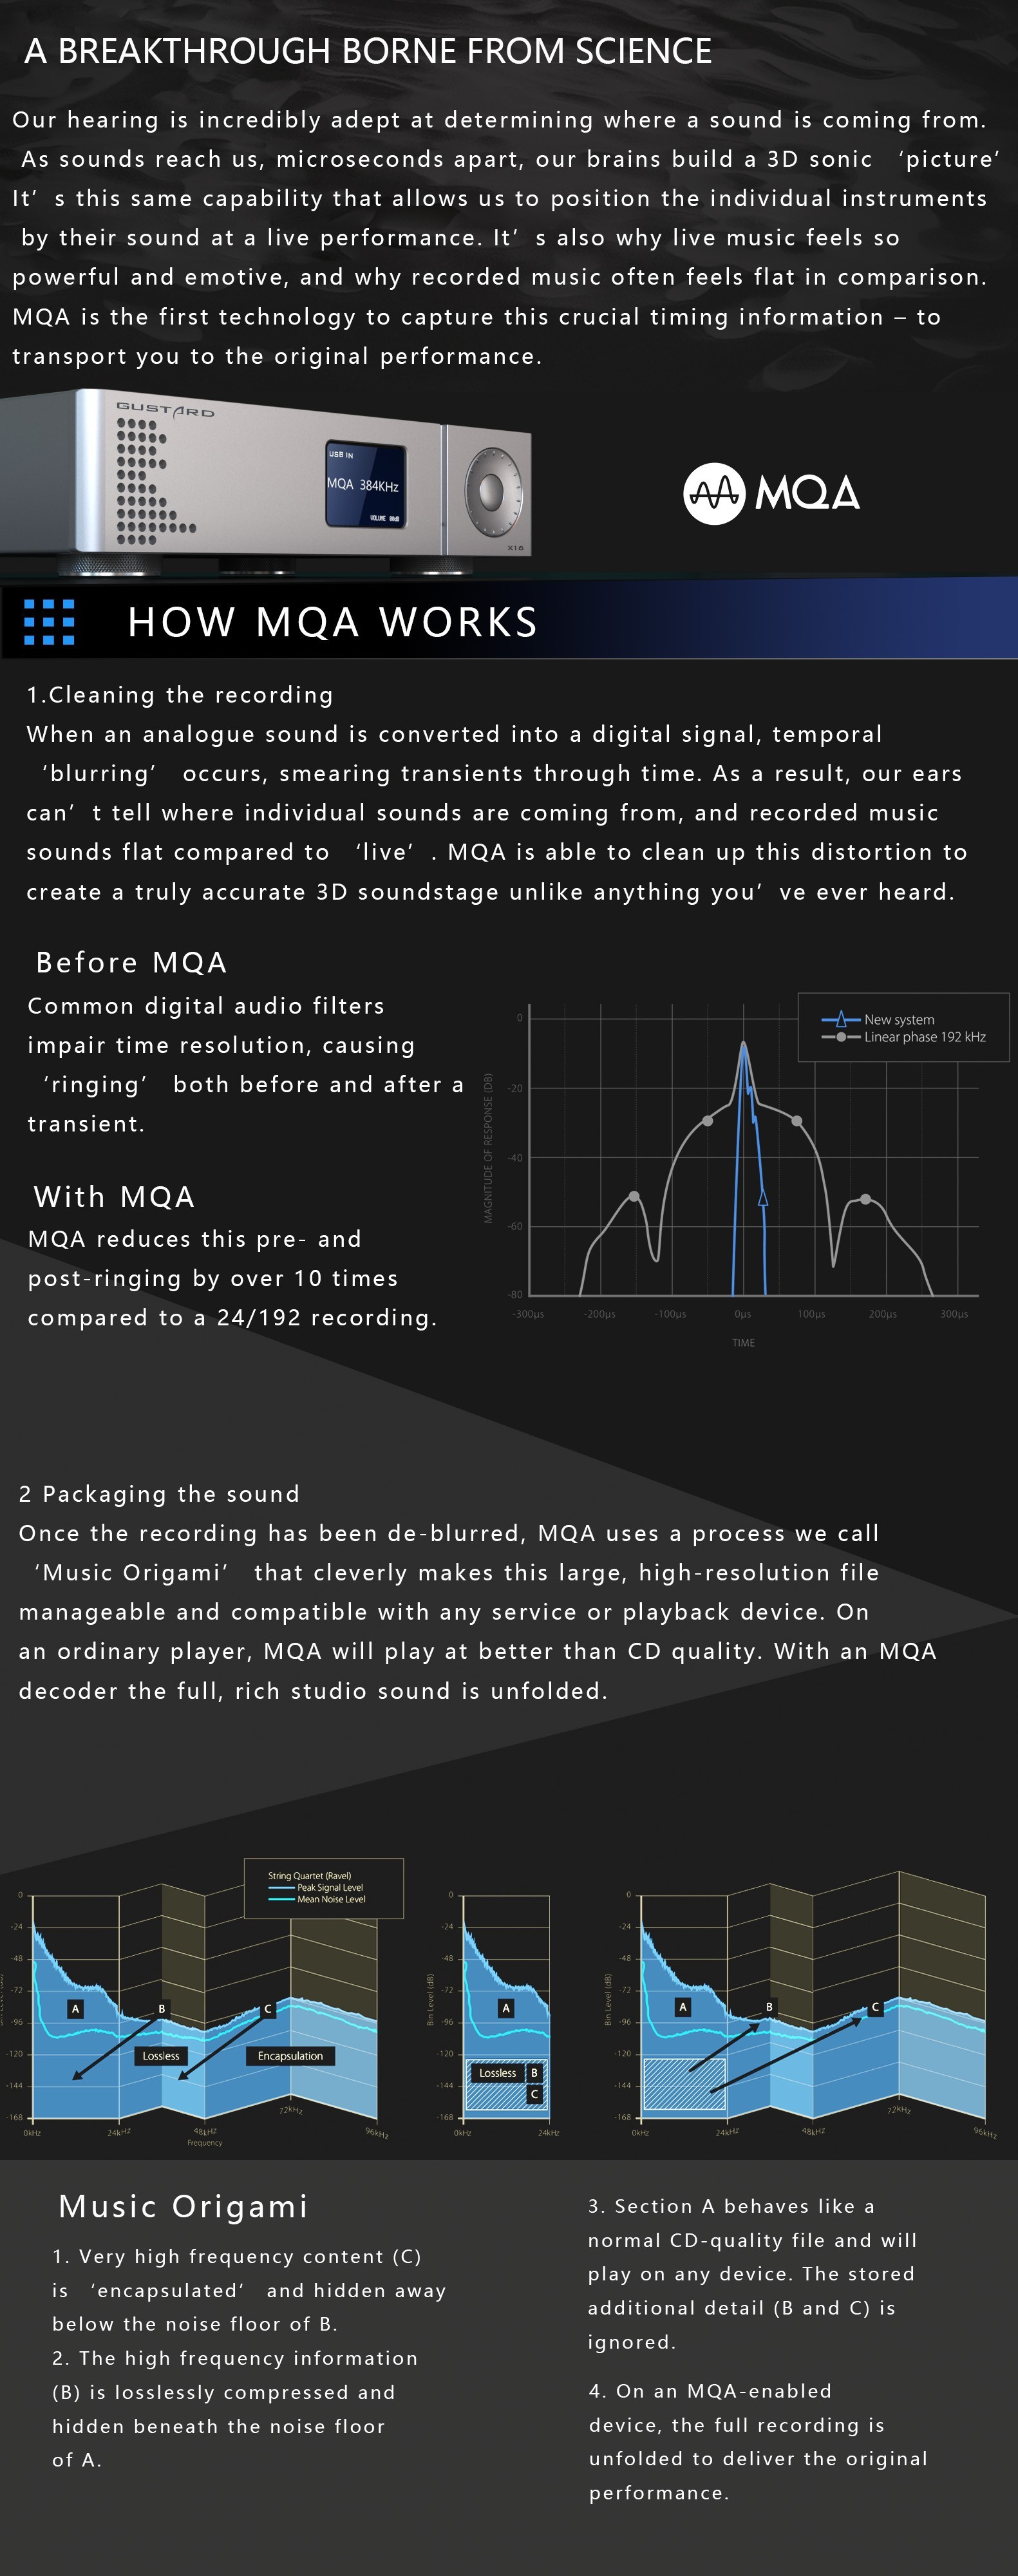 A BREAKTHROUGH BORNE FROM SCIENCE
Our hearing is incredibly adept at determining where a sound is coming from.
As sounds reach us, microseconds apart, our brains build a 3D sonic ‘picture’
It’ s this same capability that allows us to position the individual instruments
by their sound at a live performance. It’ s also why live music feels so
powerful and emotive, and why recorded music often feels flat in comparison.
MQA is the first technology to capture this crucial timing information – to
transport you to the original performance.
GUSTARD
USB IN
MQA 384KHz
VOLUME 00dB
X16
MQA
HOW MQA WORKS
1.Cleaning the recording
When an analogue sound is converted into a digital signal, temporal
‘blurring’ occurs, smearing transients through time. As a result, our ears
can’ t tell where individual sounds are coming from, and recorded music
sounds flat compared to ‘live’ . MQA is able to clean up this distortion to
create a truly accurate 3D soundstage unlike anything you’ ve ever heard.
Before MQA
Common digital audio filters
impair time resolution, causing
‘ringing’ both before and after a
transient.
With MQA
MQA reduces this pre- and
post-ringing by over 10 times
compared to a 24/192 recording.
New system
Linear phase 192 kHz
MAGNITUDE OF RESPONSE (DB)
0
-20
-40
-60
-80
-300µs -200µs -100µs 0µs 100µs 200µs 300µs
TIME
2 Packaging the sound
Once the recording has been de-blurred, MQA uses a process we call
‘Music Origami’ that cleverly makes this large, high-resolution file
manageable and compatible with any service or playback device. On
an ordinary player, MQA will play at better than CD quality. With an MQA
decoder the full, rich studio sound is unfolded.
String Quartet (Ravel)
Peak Signal Level
Mean Noise Level
0
-24
-48
-72
-96
-120
-144
-168
A
B
C
Lossless
Encapsulation
0kHz 24kHz 48kHz 72kHz 96kHz
Frequency
Bin Level (dB)
0
-24
-48
-72
-96
-120
-144
-168
A
Lossless B
C
0kHz 24kHz
Bin Level (dB)
0
-24
-48
-72
-96
-120
-144
-168
A
B
C
0kHz 24kHz 48kHz 72kHz 96kHz
Music Origami
1. Very high frequency content (C)
is ‘encapsulated’ and hidden away
below the noise floor of B.
2. The high frequency information
(B) is losslessly compressed and
hidden beneath the noise floor
of A.
3. Section A behaves like a
normal CD-quality file and will
play on any device. The stored
additional detail (B and C) is
ignored.
4. On an MQA-enabled
device, the full recording is
unfolded to deliver the original
performance.